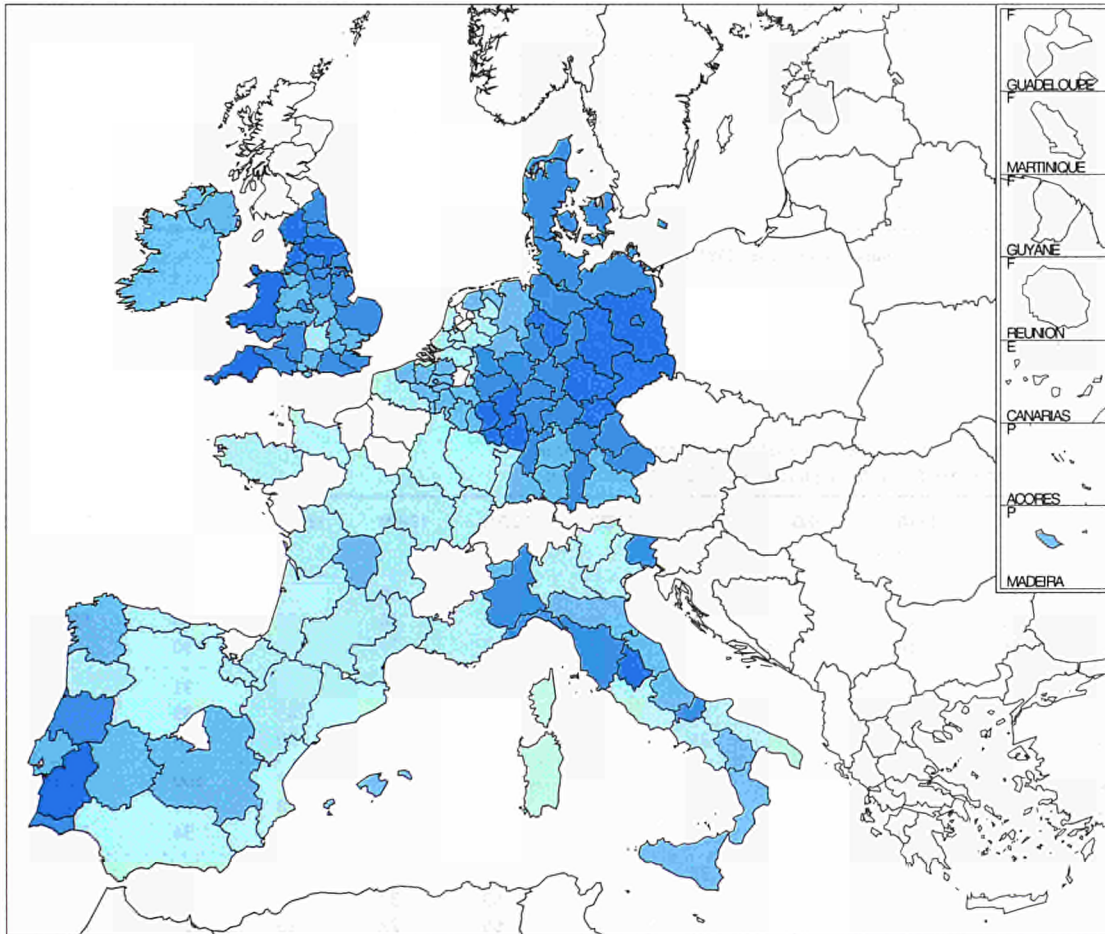 F
GUADELOUPE
F
MARTINIQUE
F
GUYANE
F
REUNION
E
CANARIAS
P
ACORES
P
MADEIRA